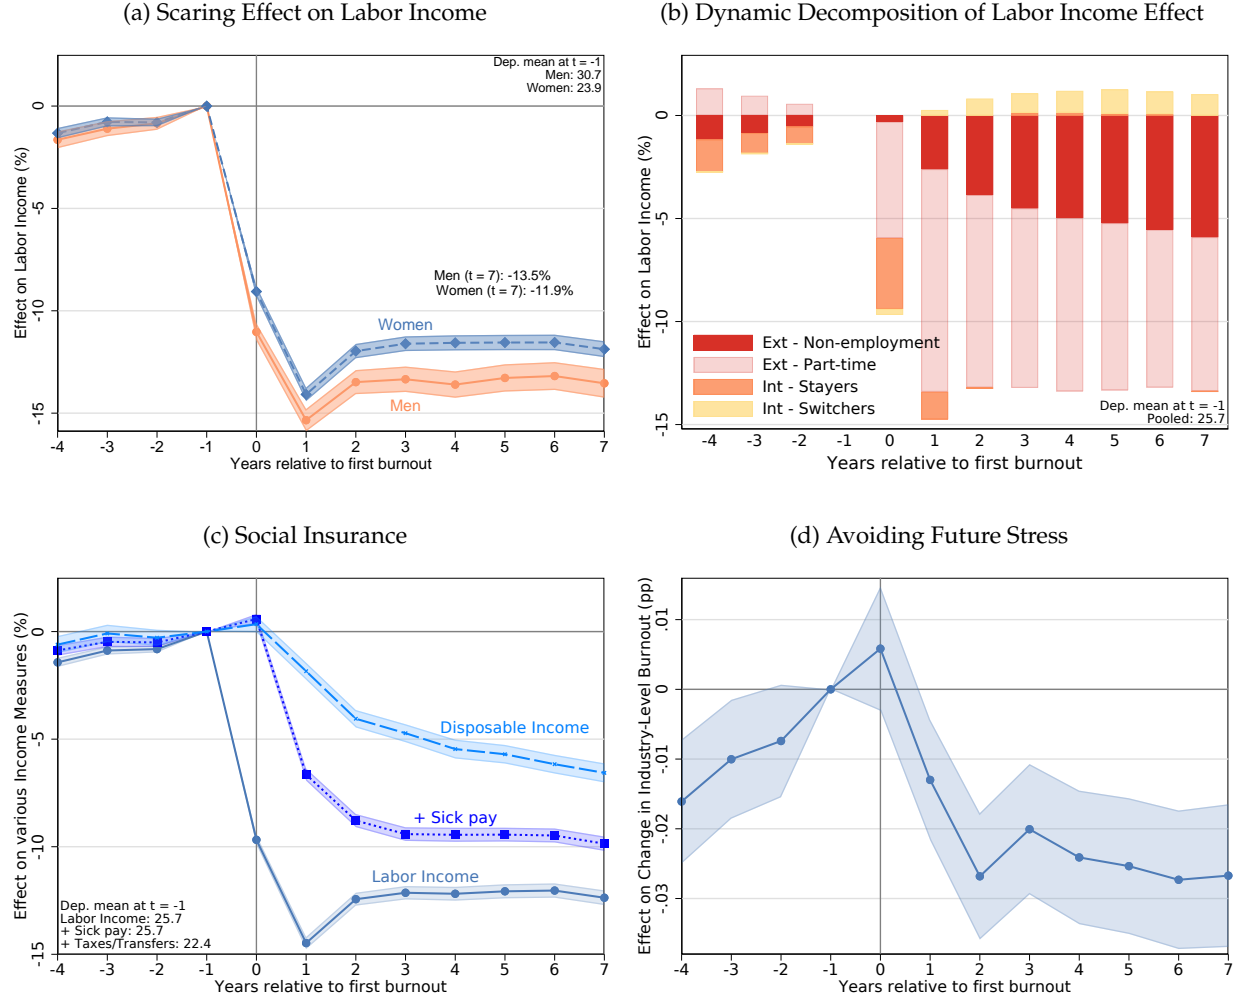 (a) Scaring Effect on Labor Income
Effect on Labor Income (%)
0
-5
-10
-15
Dep. mean at t = -1
Men: 30.7
Women: 23.9
Men (t = 7): -13.5%
Women (t = 7): -11.9%
Women
Men
-4 -3 -2 -1 0 1 2 3 4 5 6 7
Years relative to first burnout
(b) Dynamic Decomposition of Labor Income Effect
Effect on Labor Income (%)
0
-5
-10
-15
Ext - Non-employment
Ext - Part-time
Int - Stayers
Int - Switchers
Dep. mean at t = -1
Pooled: 25.7
-4 -3 -2 -1 0 1 2 3 4 5 6 7
Years relative to first burnout
(c) Social Insurance
Effect on various Income Measures (%)
0
-5
-10
-15
Disposable Income
+ Sick pay
Labor Income
Dep. mean at t = -1
Labor Income: 25.7
+ Sick pay: 25.7
+ Taxes/Transfers: 22.4
-4 -3 -2 -1 0 1 2 3 4 5 6 7
Years relative to first burnout
(d) Avoiding Future Stress
Effect on Change in Industry-Level Burnout (pp)
.01
0
-.01
-.02
-.03
-4 -3 -2 -1 0 1 2 3 4 5 6 7
Years relative to first burnout